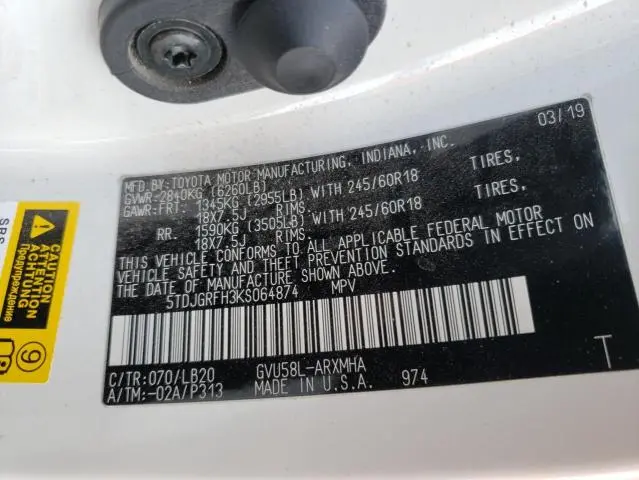 03/19
MFD.BY:TOYOTA MOTOR MANUFACTURING, INDIANA, INC.
GVWR-2840KG (6260LB)
GAWR-FRT: 1345KG (2955LB) WITH 245/60R18 TIRES,
18X7.5J RIMS
RR. 1590KG (3505LB) WITH 245/60R18 TIRES,
18X7.5J RIMS
THIS VEHICLE CONFORMS TO ALL APPLICABLE FEDERAL MOTOR
VEHICLE SAFETY AND THEFT PREVENTION STANDARDS IN EFFECT ON
THE DATE OF MANUFACTURE SHOWN ABOVE.
5TDJGRFH3KS064874 MPV
C/TR:070/LB20 GVU58L-ARXMHA T
A/TM:-02A/P313 MADE IN U.S.A. 974
SRS
CAUTION
ATTENTION
ACHTUNG
Предупреждение
9